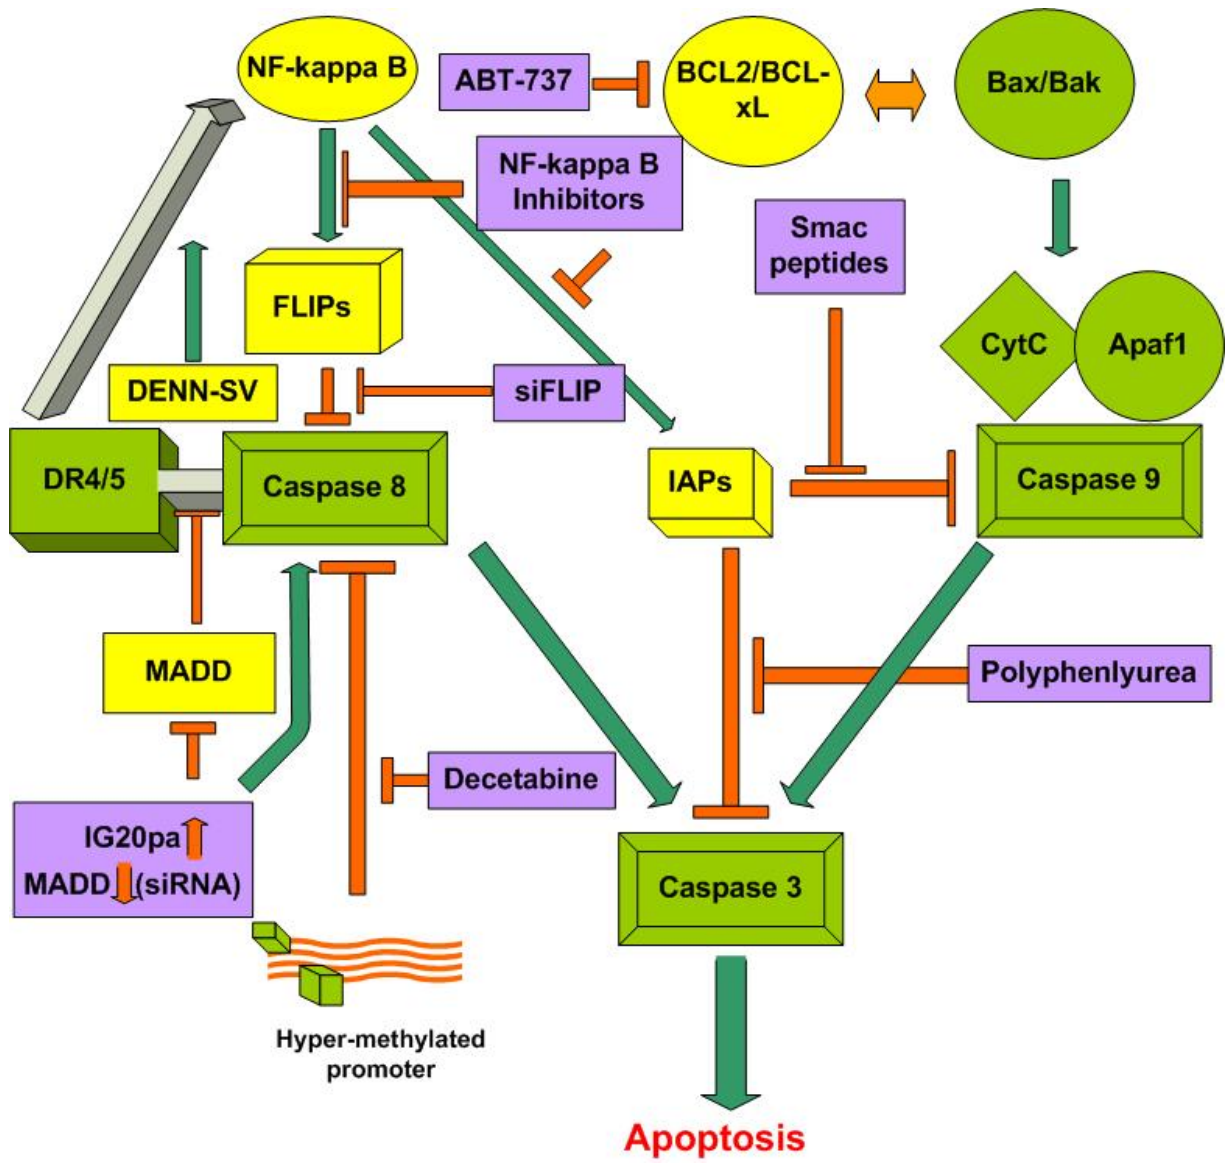 NF-kappa B
ABT-737
BCL2/BCL-
xL
Bax/Bak
NF-kappa B
Inhibitors
Smac
peptides
FLIPs
CytC
Apaf1
DENN-SV
siFLIP
DR4/5
Caspase 8
IAPs
Caspase 9
MADD
Polyphenlyurea
Decetabine
IG20pa
MADD (siRNA)
Caspase 3
Hyper-methylated
promoter
Apoptosis